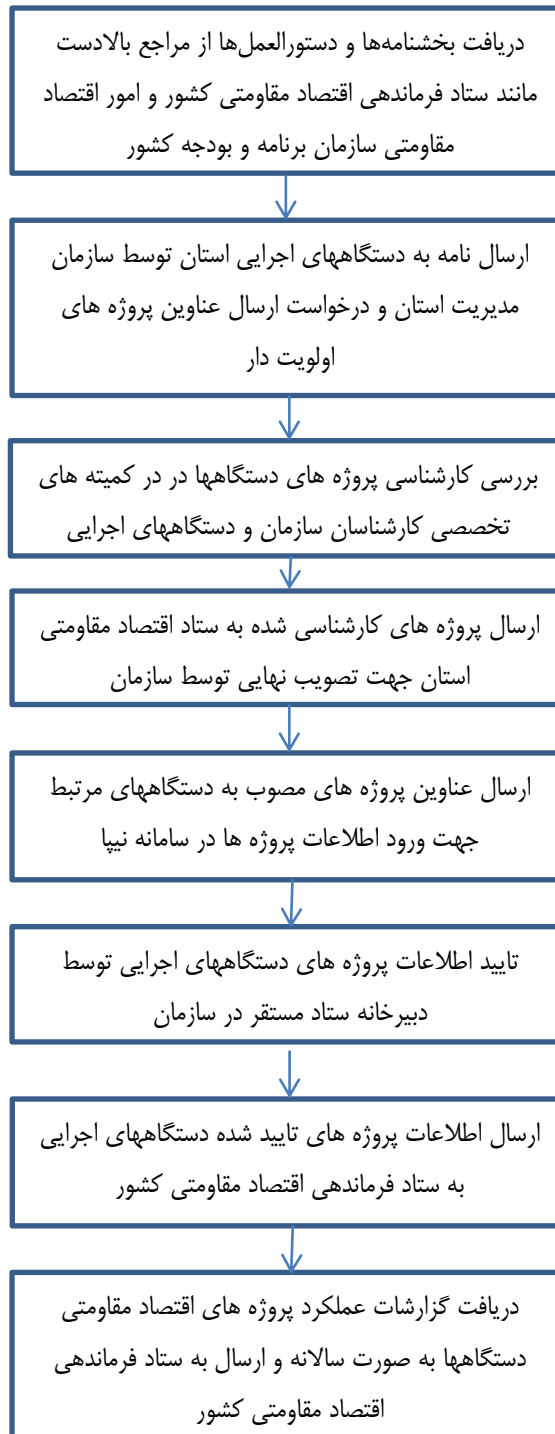 دریافت بخشنامه‌ها و دستورالعمل‌ها از مراجع بالادست
مانند ستاد فرماندهی اقتصاد مقاومتی کشور و امور اقتصاد
مقاومتی سازمان برنامه و بودجه کشور
ارسال نامه به دستگاههای اجرایی استان توسط سازمان
مدیریت استان و درخواست ارسال عناوین پروژه های
اولویت دار
بررسی کارشناسی پروژه های دستگاهها در در کمیته های
تخصصی کارشناسان سازمان و دستگاههای اجرایی
ارسال پروژه های کارشناسی شده به ستاد اقتصاد مقاومتی
استان جهت تصویب نهایی توسط سازمان
ارسال عناوین پروژه های مصوب به دستگاههای مرتبط
جهت ورود اطلاعات پروژه ها در سامانه نیپا
تایید اطلاعات پروژه های دستگاههای اجرایی توسط
دبیرخانه ستاد مستقر در سازمان
ارسال اطلاعات پروژه های تایید شده دستگاههای اجرایی
به ستاد فرماندهی اقتصاد مقاومتی کشور
دریافت گزارشات عملکرد پروژه های اقتصاد مقاومتی
دستگاهها به صورت سالانه و ارسال به ستاد فرماندهی
اقتصاد مقاومتی کشور